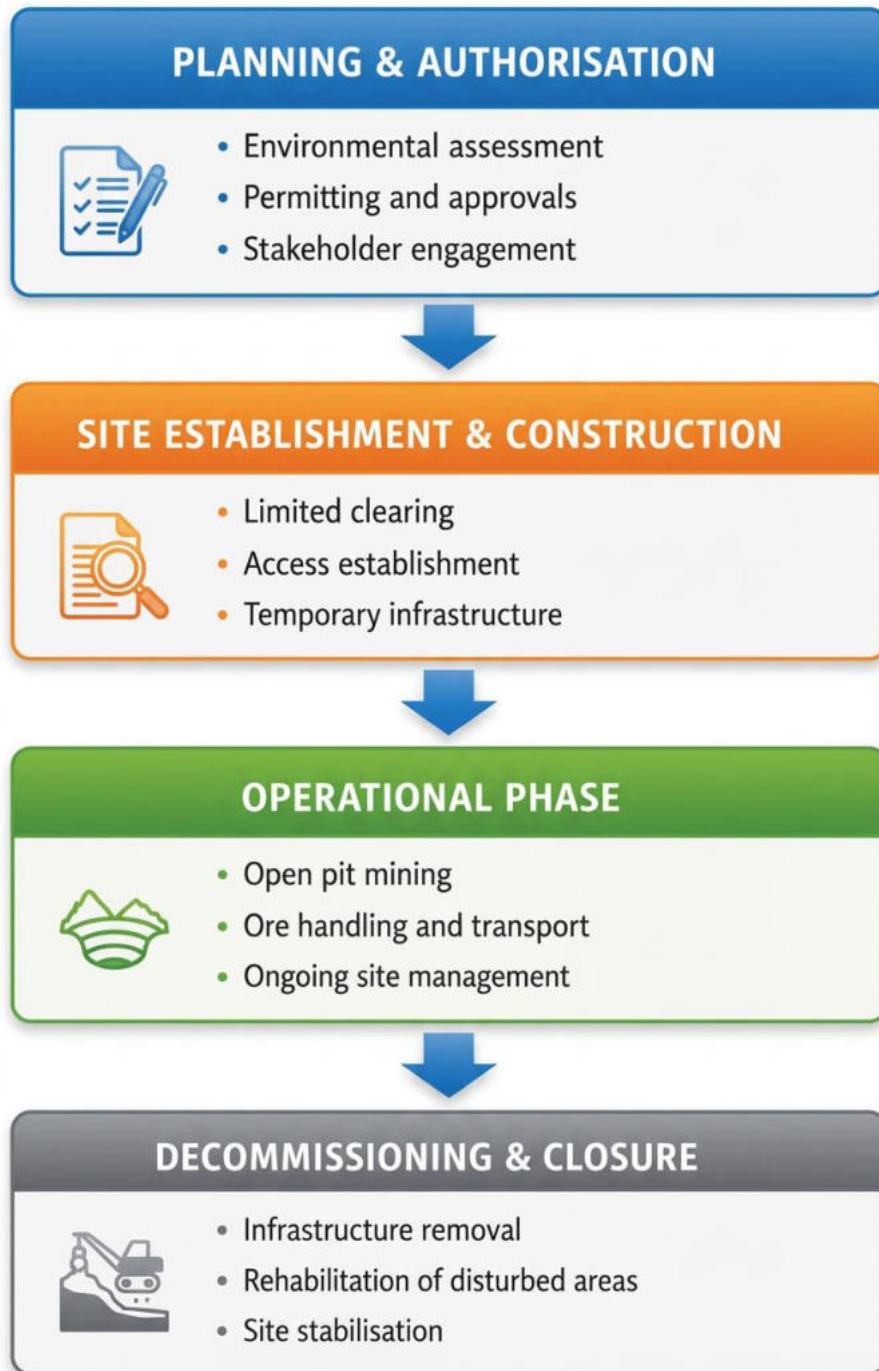 PLANNING & AUTHORISATION
• Environmental assessment
• Permitting and approvals
• Stakeholder engagement
SITE ESTABLISHMENT & CONSTRUCTION
• Limited clearing
• Access establishment
• Temporary infrastructure
OPERATIONAL PHASE
• Open pit mining
• Ore handling and transport
• Ongoing site management
DECOMMISSIONING & CLOSURE
• Infrastructure removal
• Rehabilitation of disturbed areas
• Site stabilisation